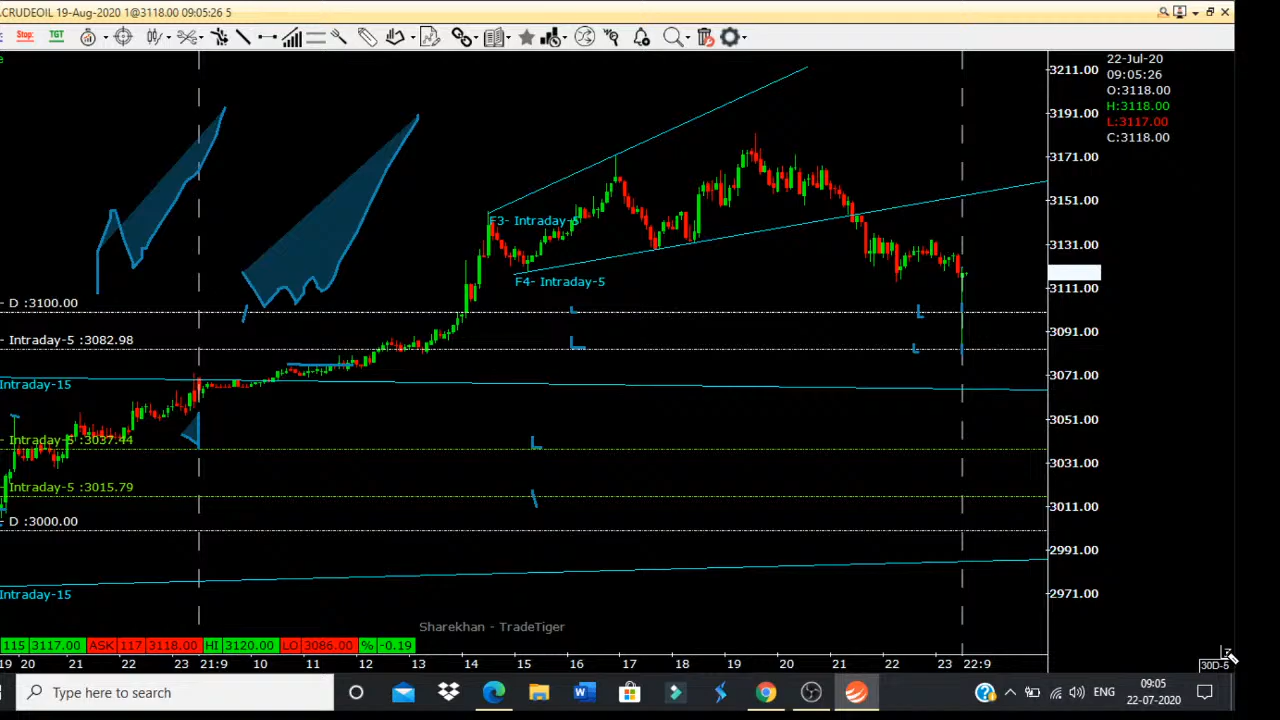 .CRUDEOIL 19-Aug-2020 1@3118.00 09:05:26 5
Stop:
TGT
22-Jul-20
09:05:26
O:3118.00
H:3118.00
L:3117.00
C:3118.00
3211.00
3191.00
3171.00
3151.00
3131.00
3111.00
3091.00
3071.00
3051.00
3031.00
3011.00
2991.00
2971.00
F3- Intraday-5
F4- Intraday-5
- D :3100.00
- Intraday-5 :3082.98
Intraday-15
- Intraday-5 :3037.44
- Intraday-5 :3015.79
- D :3000.00
Intraday-15
Sharekhan - TradeTiger
115 3117.00 ASK 117 3118.00 HI 3120.00 LO 3086.00 % -0.19
19 20 21 22 23 21:9 10 11 12 13 14 15 16 17 18 19 20 21 22 23 22:9
30D-5
Type here to search
ENG
09:05
22-07-2020